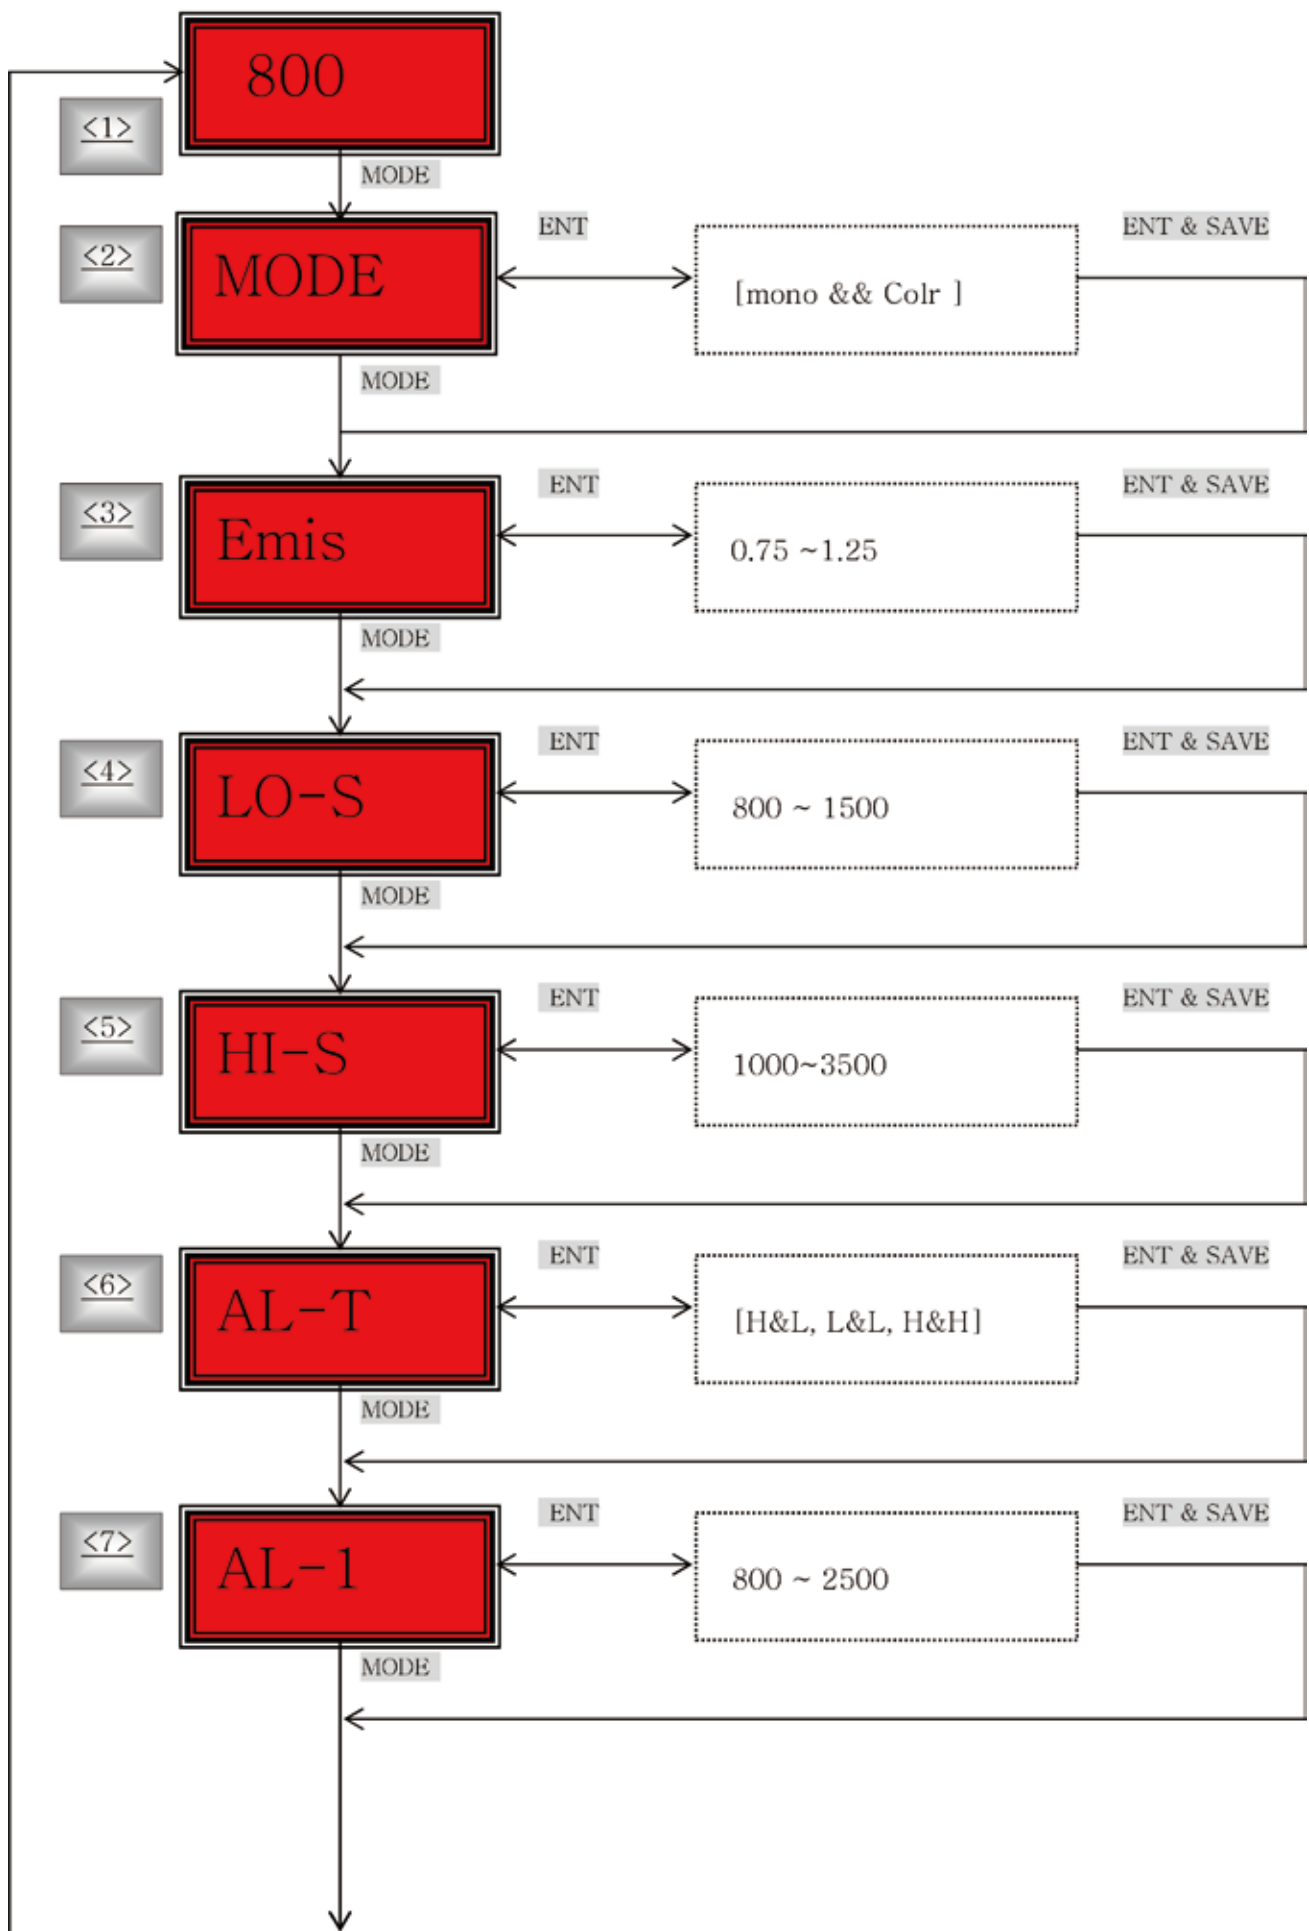 800
<1>
MODE
<2>
ENT
ENT & SAVE
MODE
[mono && Colr ]
MODE
<3>
ENT
ENT & SAVE
Emis
0.75 ~1.25
MODE
<4>
ENT
ENT & SAVE
LO-S
800 ~ 1500
MODE
<5>
ENT
ENT & SAVE
HI-S
1000~3500
MODE
<6>
ENT
ENT & SAVE
AL-T
[H&L, L&L, H&H]
MODE
<7>
ENT
ENT & SAVE
AL-1
800 ~ 2500
MODE